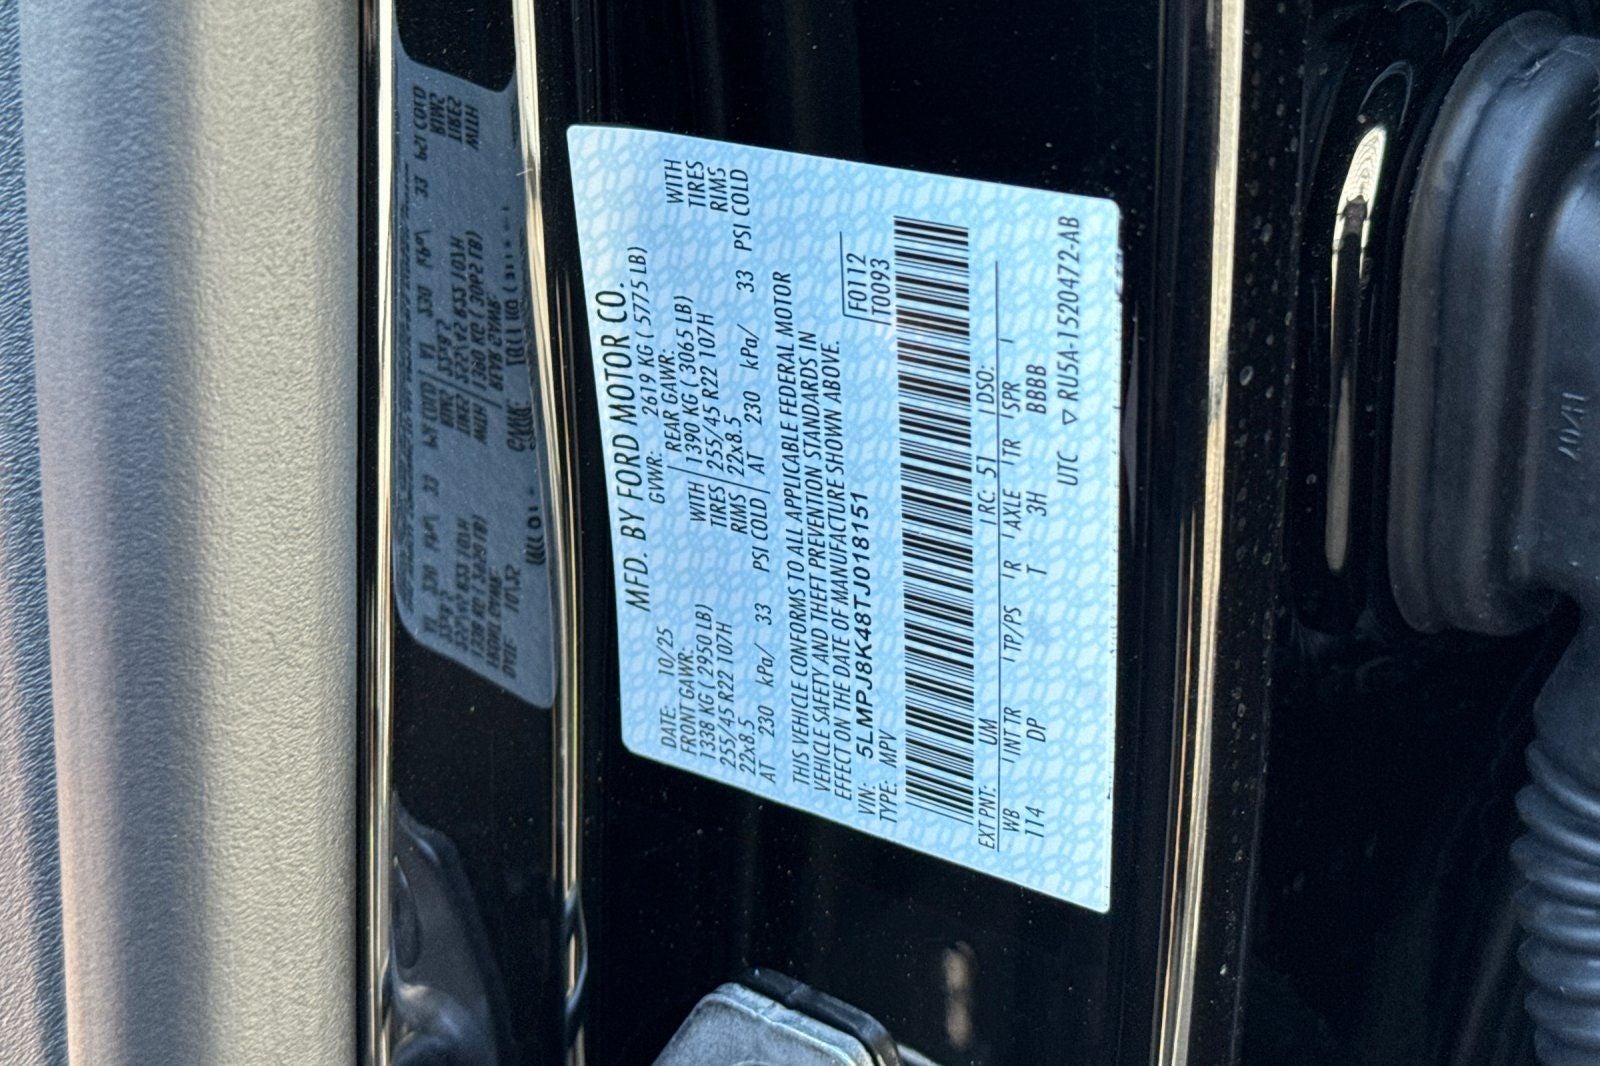 MFD. BY FORD MOTOR CO.
DATE: 10/25 GVWR: 2619 KG ( 5775 LB)
FRONT GAWR: REAR GAWR: WITH
1338 KG ( 2950 LB) WITH 1390 KG ( 3065 LB) TIRES
255/45 R22 107H TIRES 255/45 R22 107H RIMS
22x8.5 RIMS 22x8.5 PSI COLD
AT 230 kPa/ 33 PSI COLD AT 230 kPa/ 33
THIS VEHICLE CONFORMS TO ALL APPLICABLE FEDERAL MOTOR
VEHICLE SAFETY AND THEFT PREVENTION STANDARDS IN
EFFECT ON THE DATE OF MANUFACTURE SHOWN ABOVE.
VIN: 5LMPJ8K48TJ018151 F0112
TYPE: MPV T0093
EXT PNT: UM RC: 51 DSO:
WB INT TR TP/PS R AXLE TR SPR
114 DP T 3H BBBB
UTC ▽ RU5A-1520472-AB